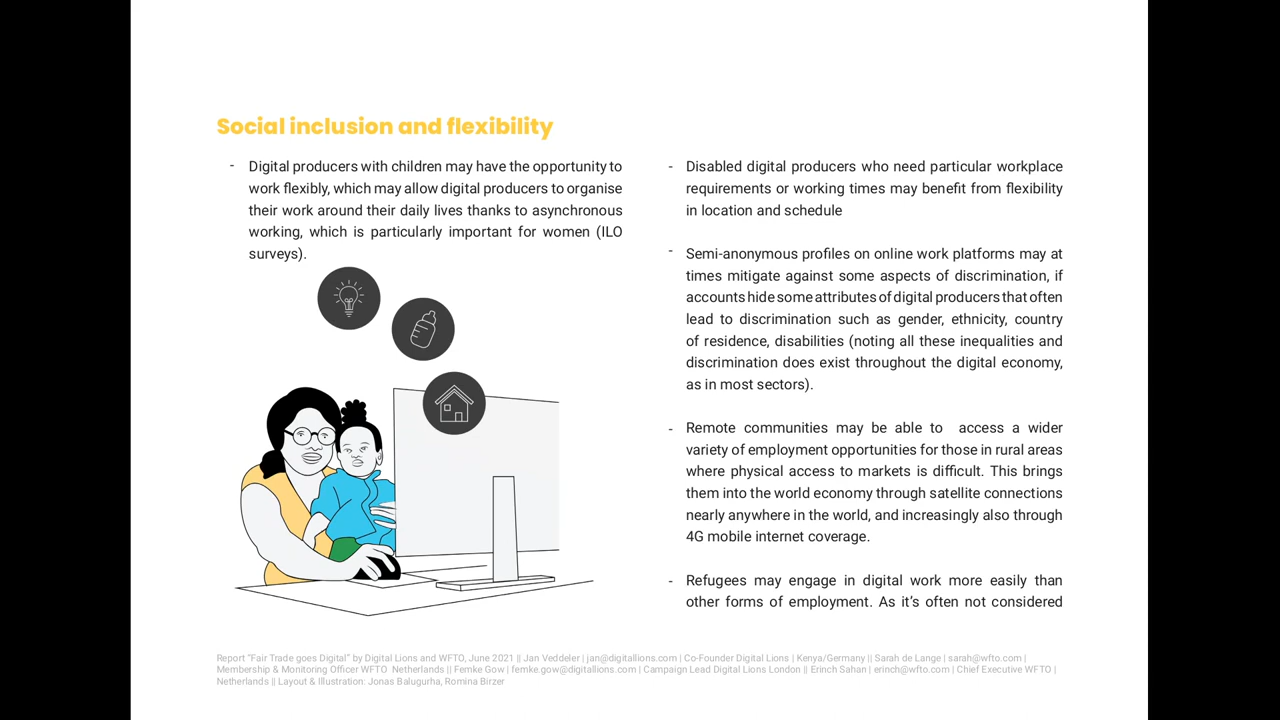 Social inclusion and flexibility
- Digital producers with children may have the opportunity to
work flexibly, which may allow digital producers to organise
their work around their daily lives thanks to asynchronous
working, which is particularly important for women (ILO
surveys).
- Disabled digital producers who need particular workplace
requirements or working times may benefit from flexibility
in location and schedule
- Semi-anonymous profiles on online work platforms may at
times mitigate against some aspects of discrimination, if
accounts hide some attributes of digital producers that often
lead to discrimination such as gender, ethnicity, country
of residence, disabilities (noting all these inequalities and
discrimination does exist throughout the digital economy,
as in most sectors).
- Remote communities may be able to access a wider
variety of employment opportunities for those in rural areas
where physical access to markets is difficult. This brings
them into the world economy through satellite connections
nearly anywhere in the world, and increasingly also through
4G mobile internet coverage.
- Refugees may engage in digital work more easily than
other forms of employment. As it’s often not considered
Report “Fair Trade goes Digital” by Digital Lions and WFTO, June 2021 || Jan Veddeler | jan@digitallions.com | Co-Founder Digital Lions | Kenya/Germany || Sarah de Lange | sarah@wfto.com |
Membership & Monitoring Officer WFTO Netherlands || Femke Gow | femke.gow@digitallions.com | Campaign Lead Digital Lions London || Erinch Sahan | erinch@wfto.com | Chief Executive WFTO |
Netherlands || Layout & Illustration: Jonas Balugurha, Romina Birzer